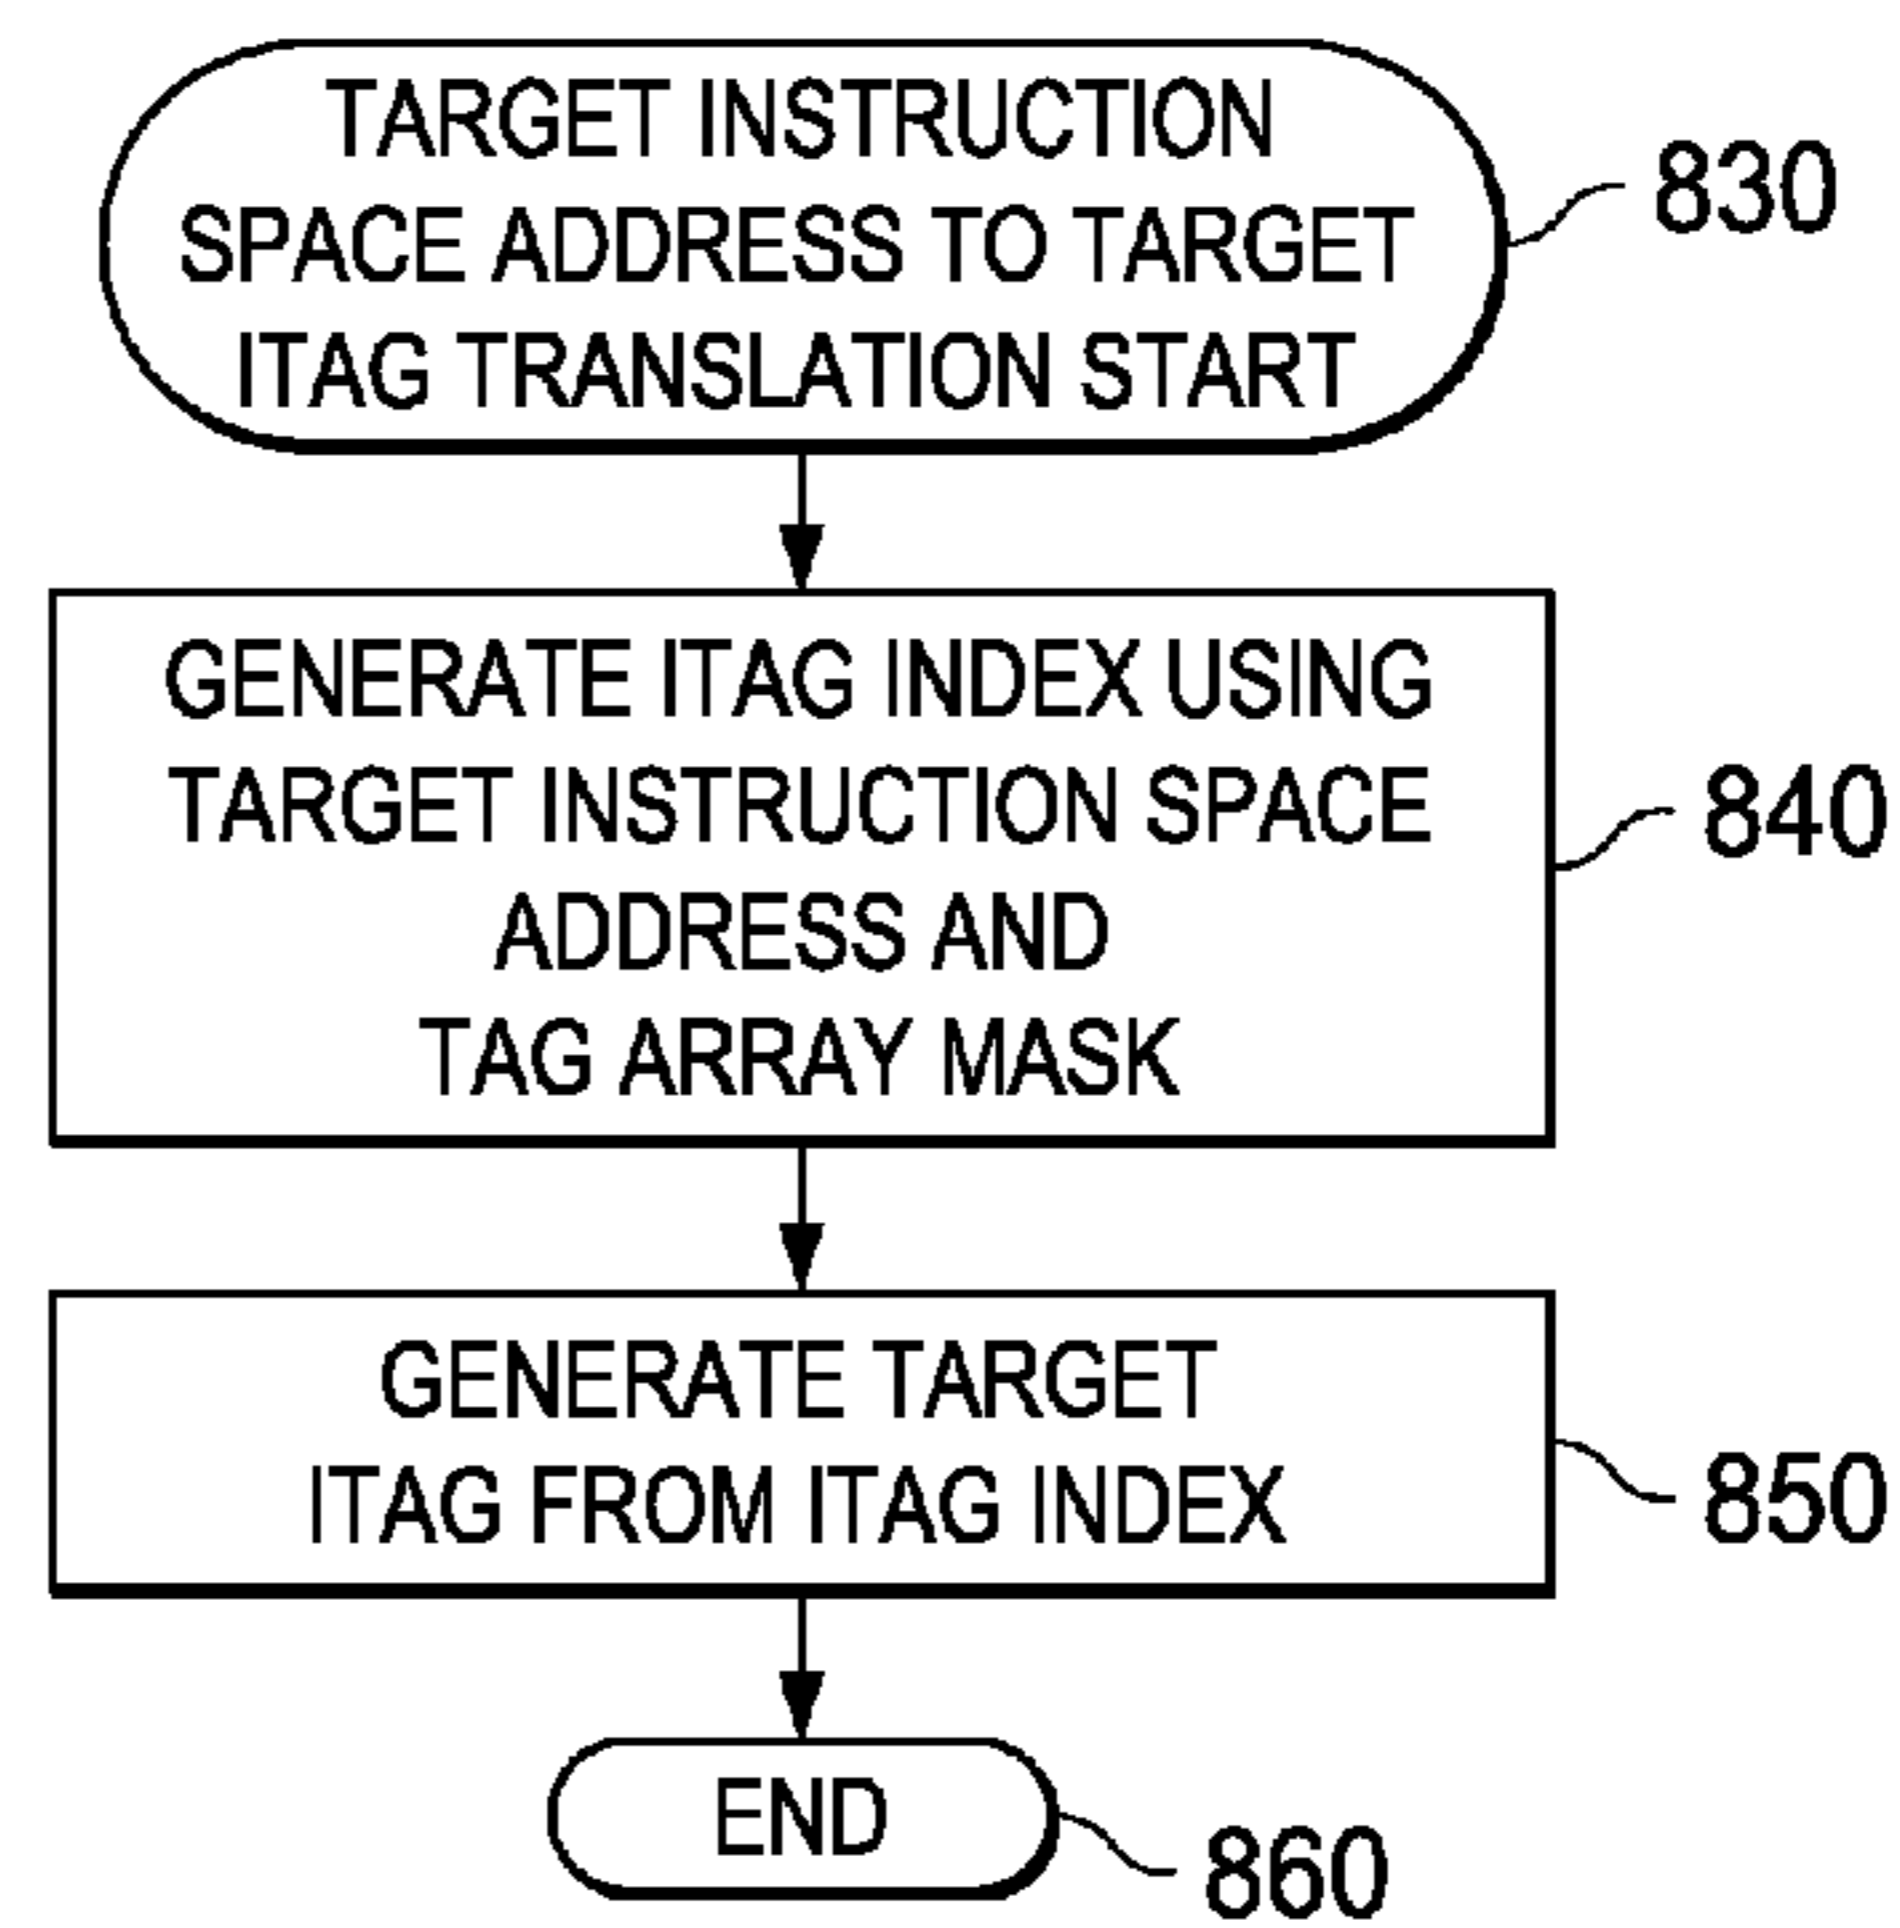 TARGET INSTRUCTION
SPACE ADDRESS TO TARGET
ITAG TRANSLATION START
830
GENERATE ITAG INDEX USING
TARGET INSTRUCTION SPACE
ADDRESS AND
TAG ARRAY MASK
840
GENERATE TARGET
ITAG FROM ITAG INDEX
850
END
860